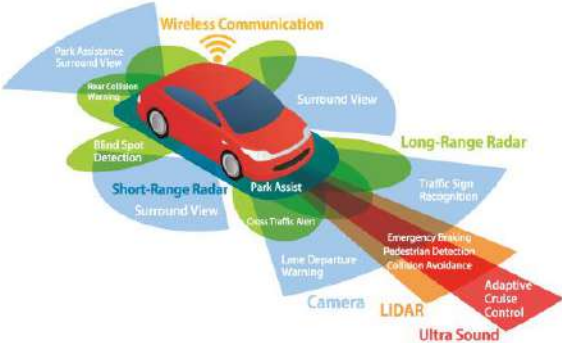 Wireless Communication
Park Assistance
Surround View
Rear Collision
Warning
Surround View
Blind Spot
Detection
Long-Range Radar
Short-Range Radar
Park Assist
Traffic Sign
Recognition
Surround View
Cross Traffic Alert
Emergency Braking
Pedestrian Detection
Collision Avoidance
Lane Departure
Warning
Adaptive
Cruise
Control
Camera
LIDAR
Ultra Sound